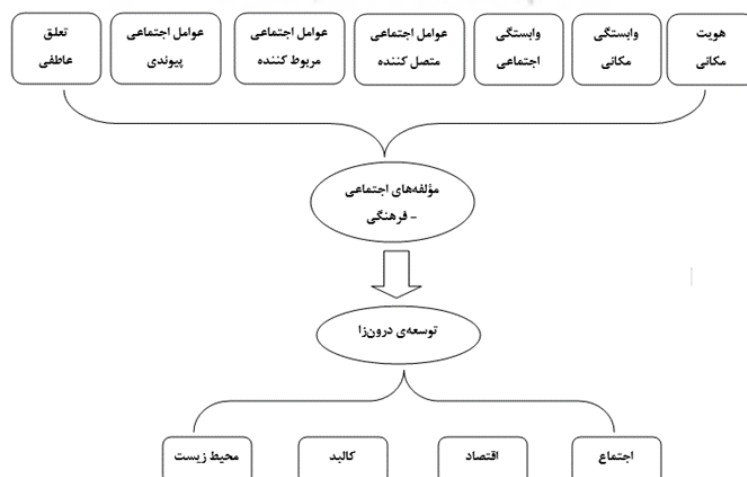 هویت
مکانی
وابستگی
مکانی
وابستگی
اجتماعی
عوامل اجتماعی
متصل کننده
عوامل اجتماعی
مربوط کننده
عوامل اجتماعی
پیوندی
تعلق
عاطفی
مؤلفه‌های اجتماعی
- فرهنگی
توسعه‌ی درون‌زا
اجتماع
اقتصاد
کالبد
محیط زیست